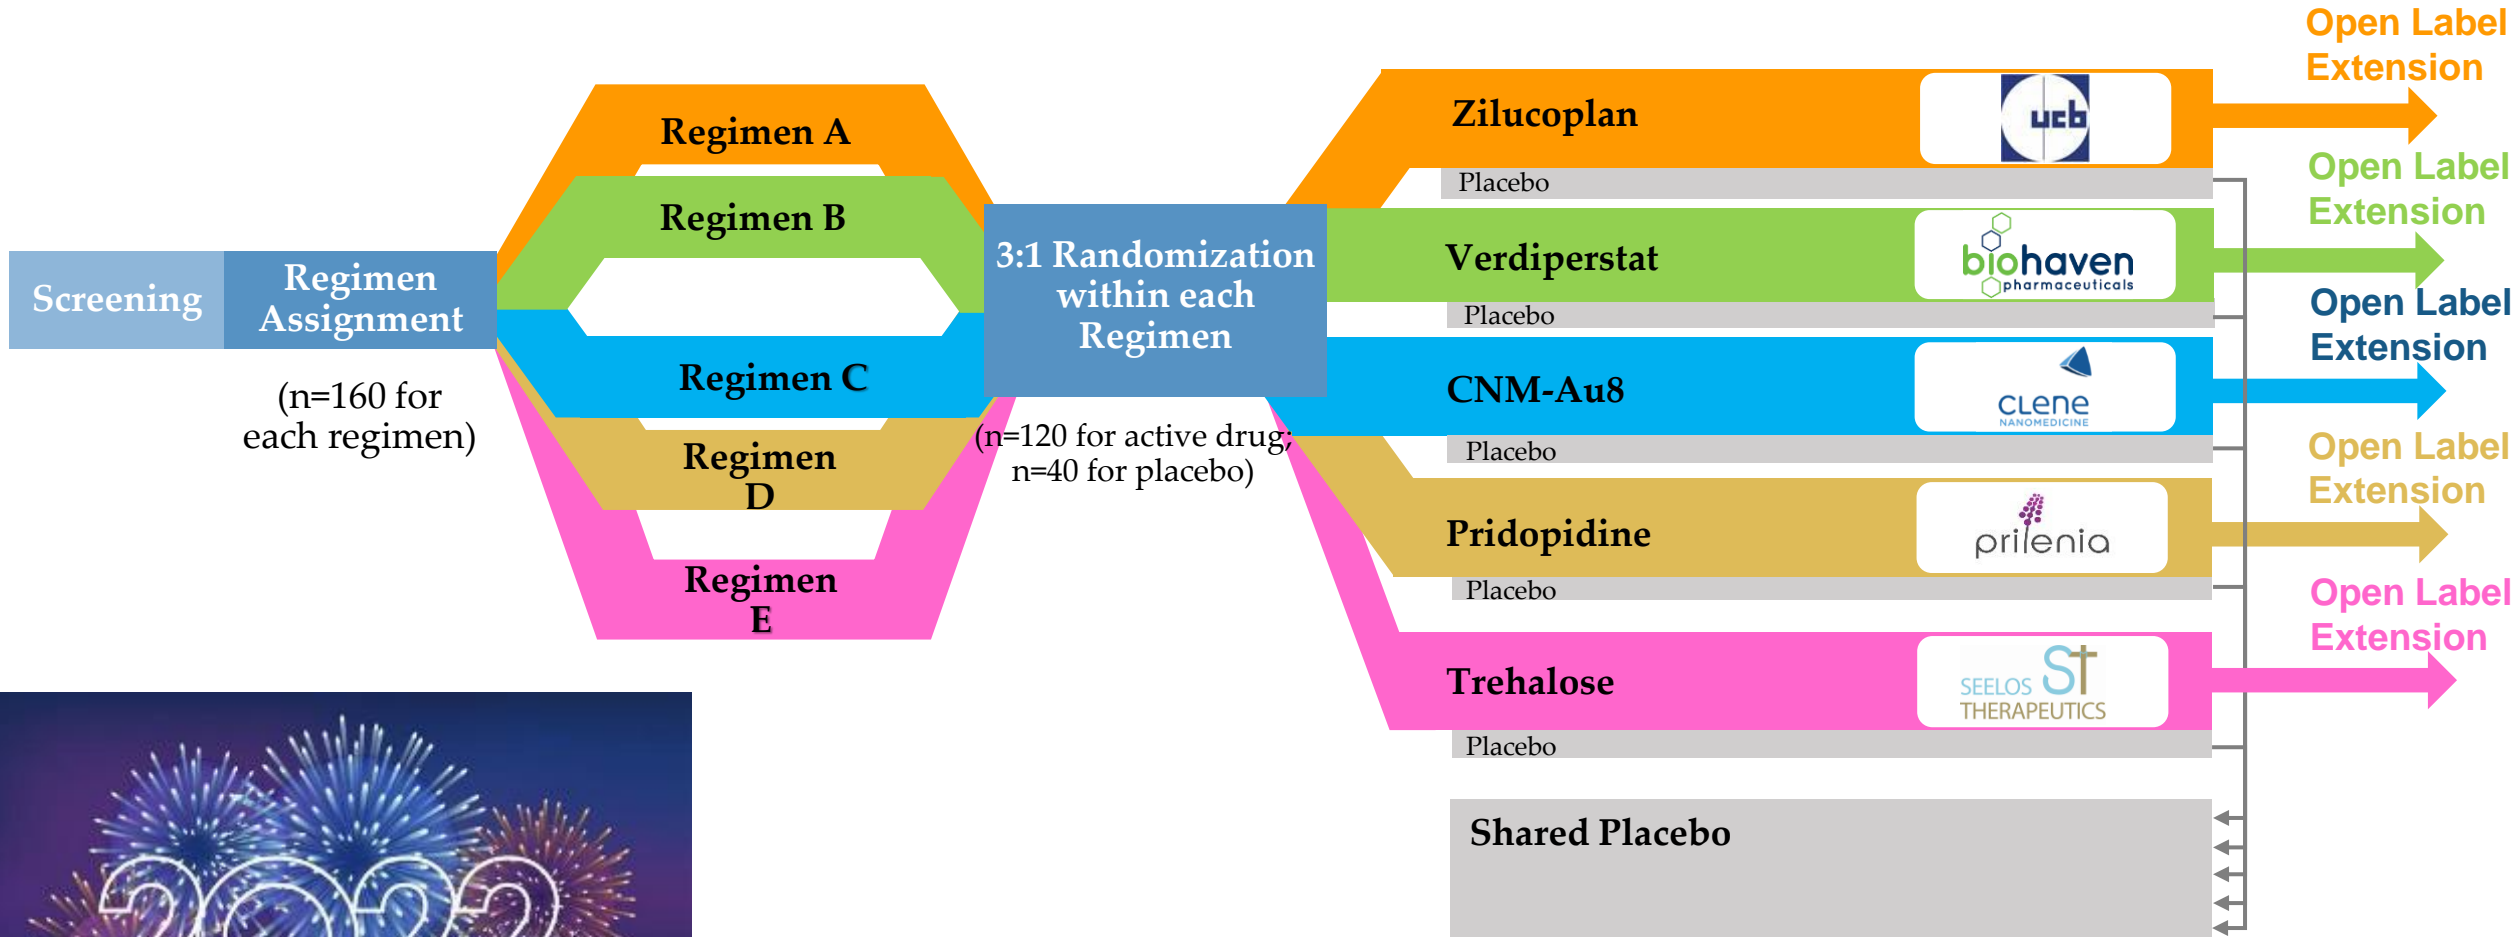 Screening
Regimen
Assignment
(n=160 for
each regimen)
Regimen A
Regimen B
Regimen C
Regimen
D
Regimen
E
3:1 Randomization
within each
Regimen
(n=120 for active drug;
n=40 for placebo)
Zilucoplan
ucb
Placebo
Open Label
Extension
Verdiperstat
biohaven
pharmaceuticals
Placebo
Open Label
Extension
CNM-Au8
CLENE
NANOMEDICINE
Placebo
Open Label
Extension
Pridopidine
prilenia
Placebo
Open Label
Extension
Trehalose
SEELOS ST
THERAPEUTICS
Placebo
Open Label
Extension
Shared Placebo
2022